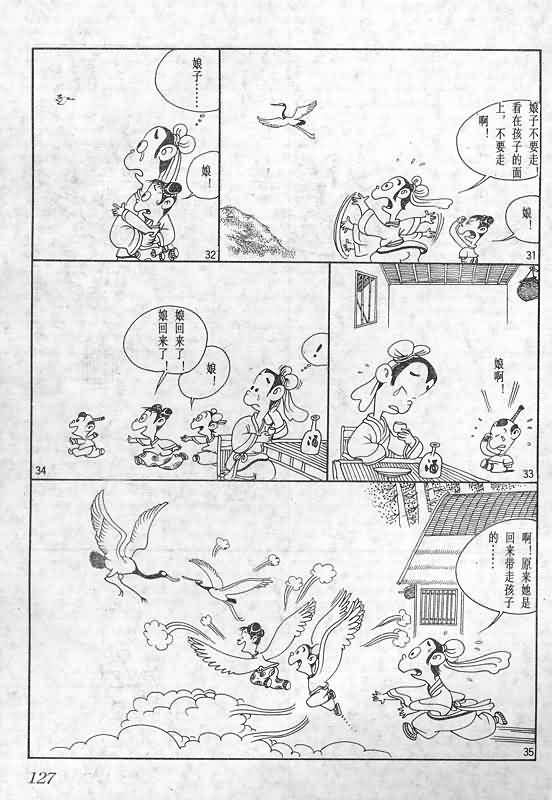 娘子不要走！
看在孩子的面
上，不要走
啊！
娘！
31
娘子……
娘！
32
娘啊！
酒
33
！
酒
娘！
娘回来了！
娘回来了！
34
啊！原来她是
回来带走孩子
的……
35
127